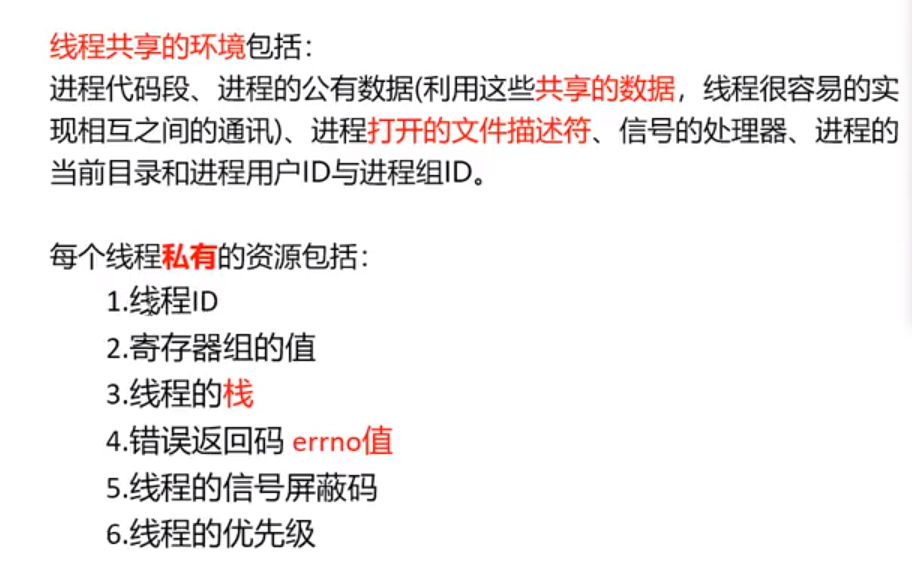 线程共享的环境包括：
进程代码段、进程的公有数据(利用这些共享的数据，线程很容易的实
现相互之间的通讯)、进程打开的文件描述符、信号的处理器、进程的
当前目录和进程用户ID与进程组ID。
每个线程私有的资源包括：
1.线程ID
2.寄存器组的值
3.线程的栈
4.错误返回码 errno值
5.线程的信号屏蔽码
6.线程的优先级